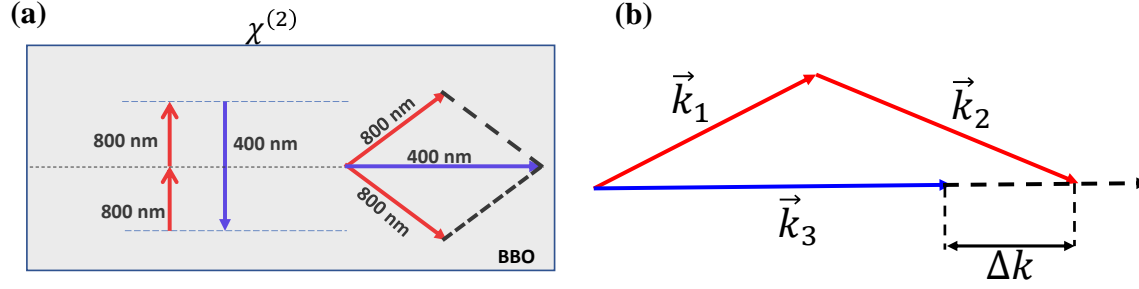 (a)
χ⁽²⁾
800 nm
400 nm
800 nm
800 nm
400 nm
800 nm
BBO
(b)
k⃗₁
k⃗₂
k⃗₃
Δk